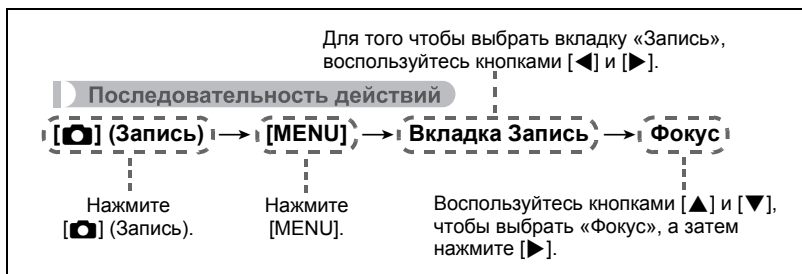 Для того чтобы выбрать вкладку «Запись»,
воспользуйтесь кнопками [◀] и [▶].
Последовательность действий
[📷] (Запись) → [MENU] → Вкладка Запись → Фокус
Нажмите
[📷] (Запись).
Нажмите
[MENU].
Воспользуйтесь кнопками [▲] и [▼],
чтобы выбрать «Фокус», а затем
нажмите [▶].